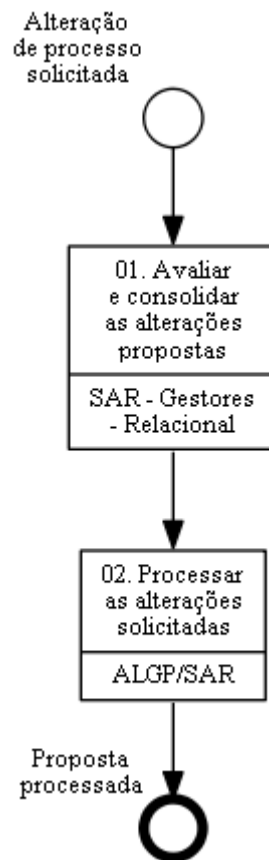 Alteração
de processo
solicitada
01. Avaliar
e consolidar
as alterações
propostas
SAR - Gestores
- Relacional
02. Processar
as alterações
solicitadas
ALGP/SAR
Proposta
processada